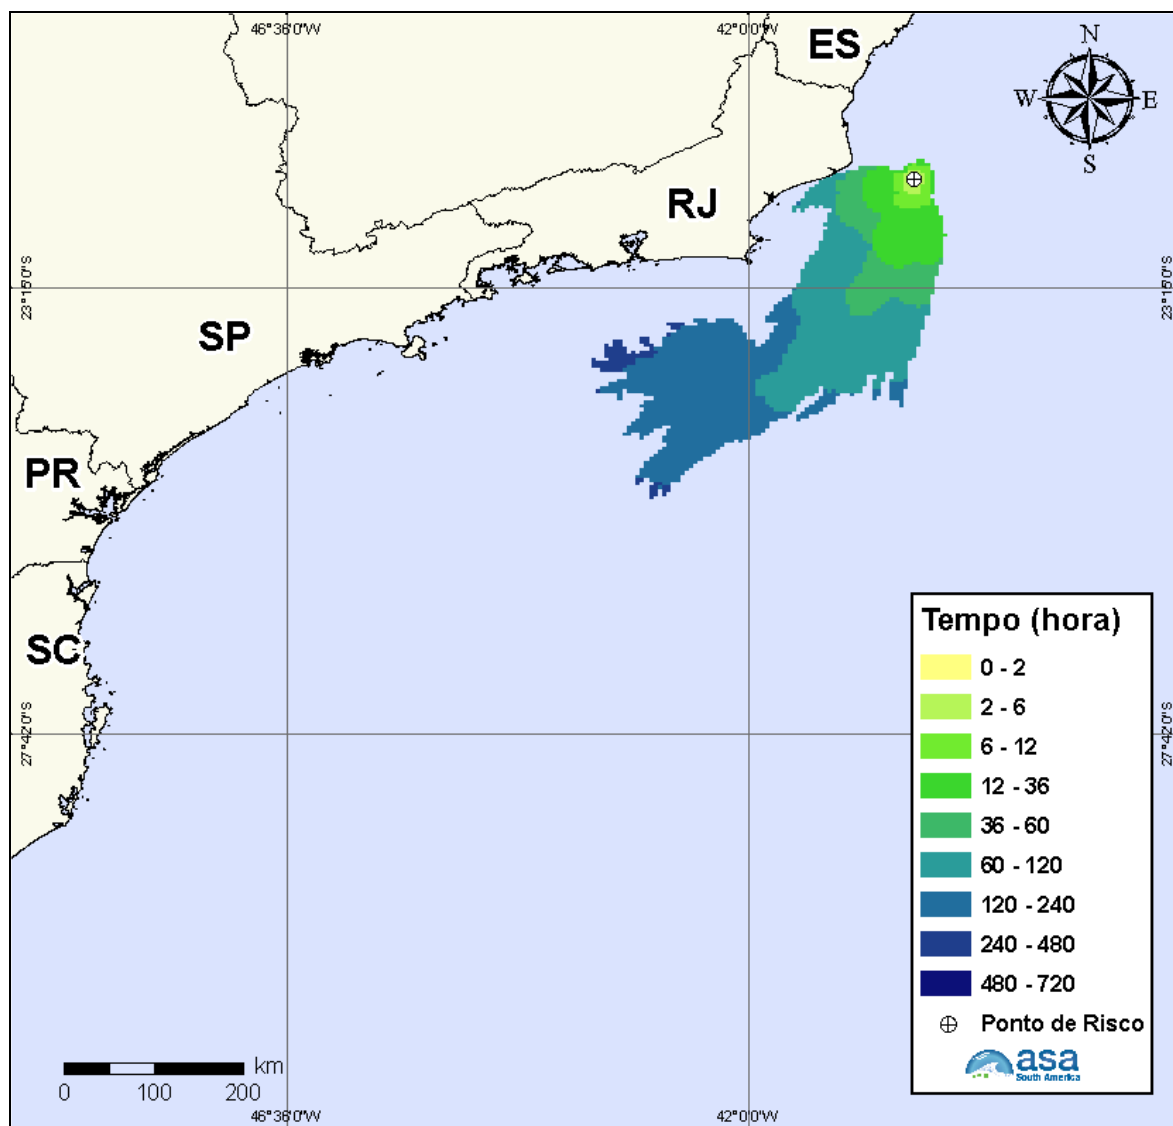 46°36'0"W
42°0'0"W
ES
N
W
E
S
RJ
23°15'0"S
23°15'0"S
SP
PR
SC
27°42'0"S
27°42'0"S
Tempo (hora)
0 - 2
2 - 6
6 - 12
12 - 36
36 - 60
60 - 120
120 - 240
240 - 480
480 - 720
Ponto de Risco
asa
South America
km
0 100 200
46°36'0"W
42°0'0"W